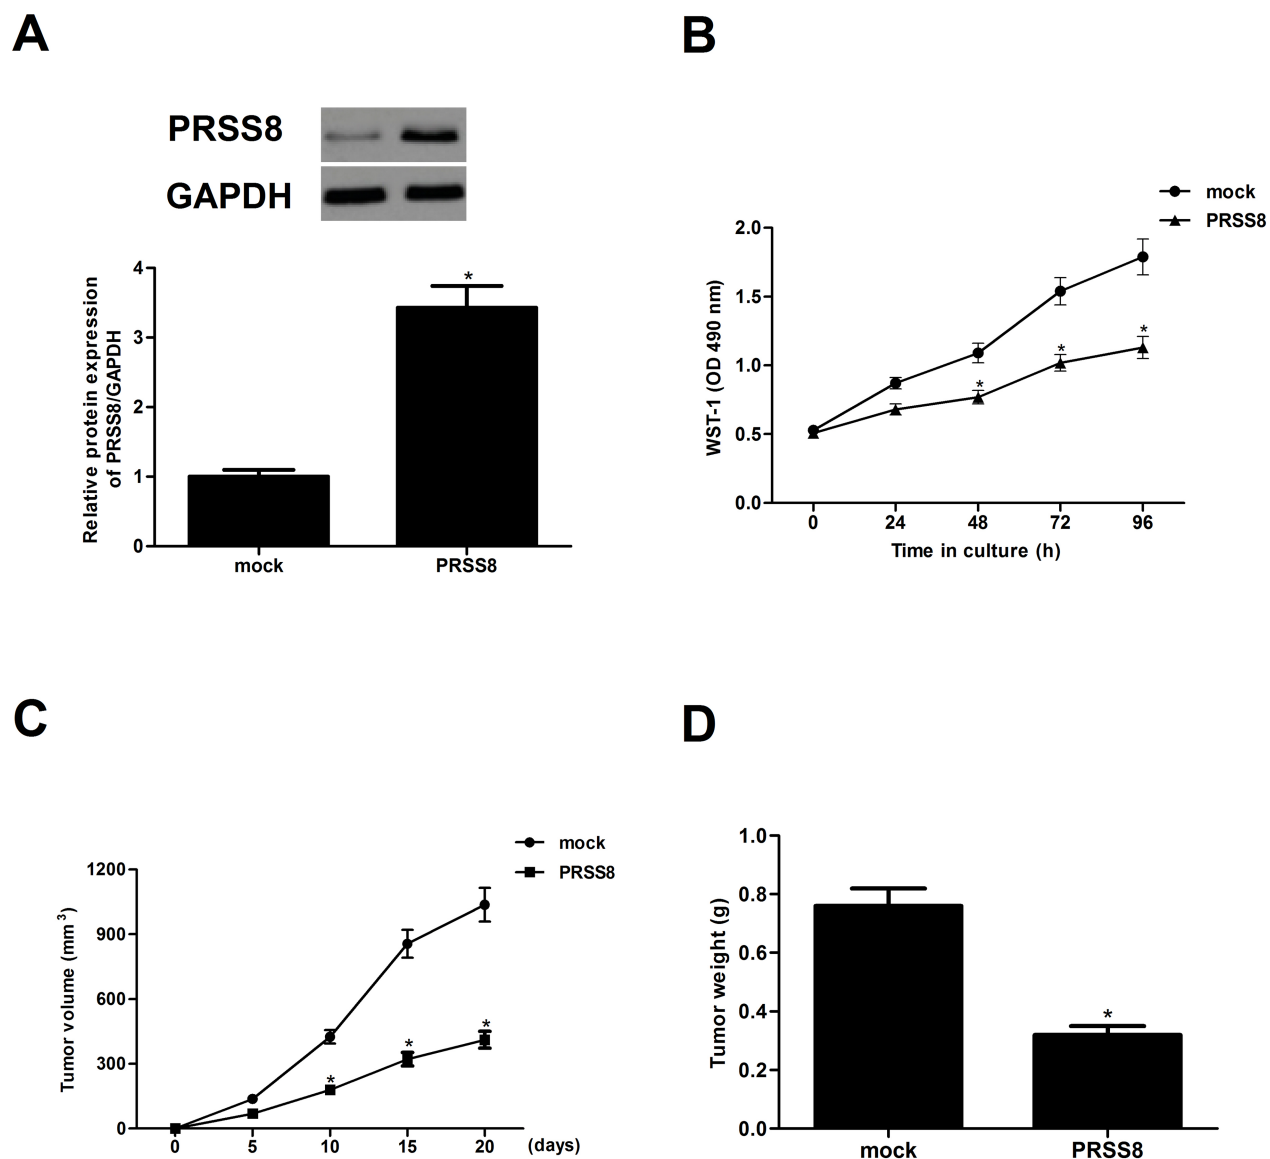 A
PRSS8
GAPDH
Relative protein expression
of PRSS8/GAPDH
4
3
2
1
0
*
mock
PRSS8
B
mock
PRSS8
WST-1 (OD 490 nm)
2.0
1.5
1.0
0.5
0.0
*
*
*
0 24 48 72 96
Time in culture (h)
C
mock
PRSS8
Tumor volume (mm3)
1200
900
600
300
0
*
*
*
0 5 10 15 20 (days)
D
Tumor weight (g)
1.0
0.8
0.6
0.4
0.2
0.0
*
mock
PRSS8